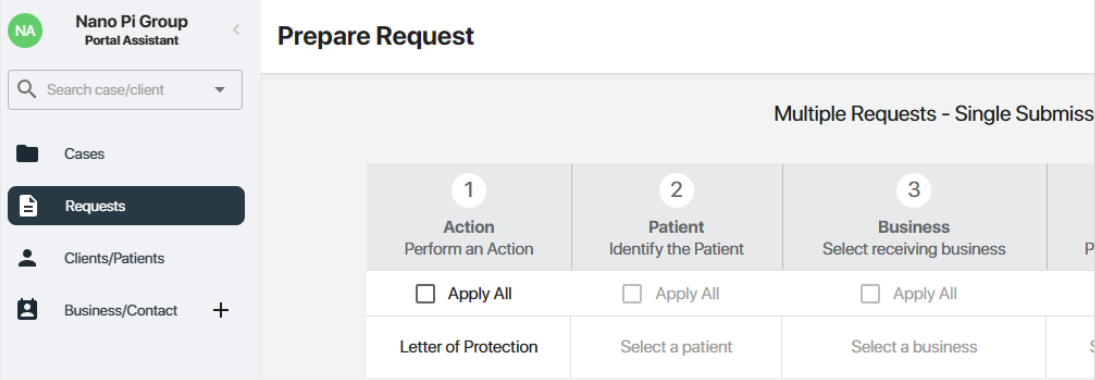 NA
Nano Pi Group
Portal Assistant
Search case/client
Cases
Requests
Clients/Patients
Business/Contact
Prepare Request
Multiple Requests - Single Submiss
1
Action
Perform an Action
2
Patient
Identify the Patient
3
Business
Select receiving business
P
Apply All
Apply All
Apply All
Letter of Protection
Select a patient
Select a business